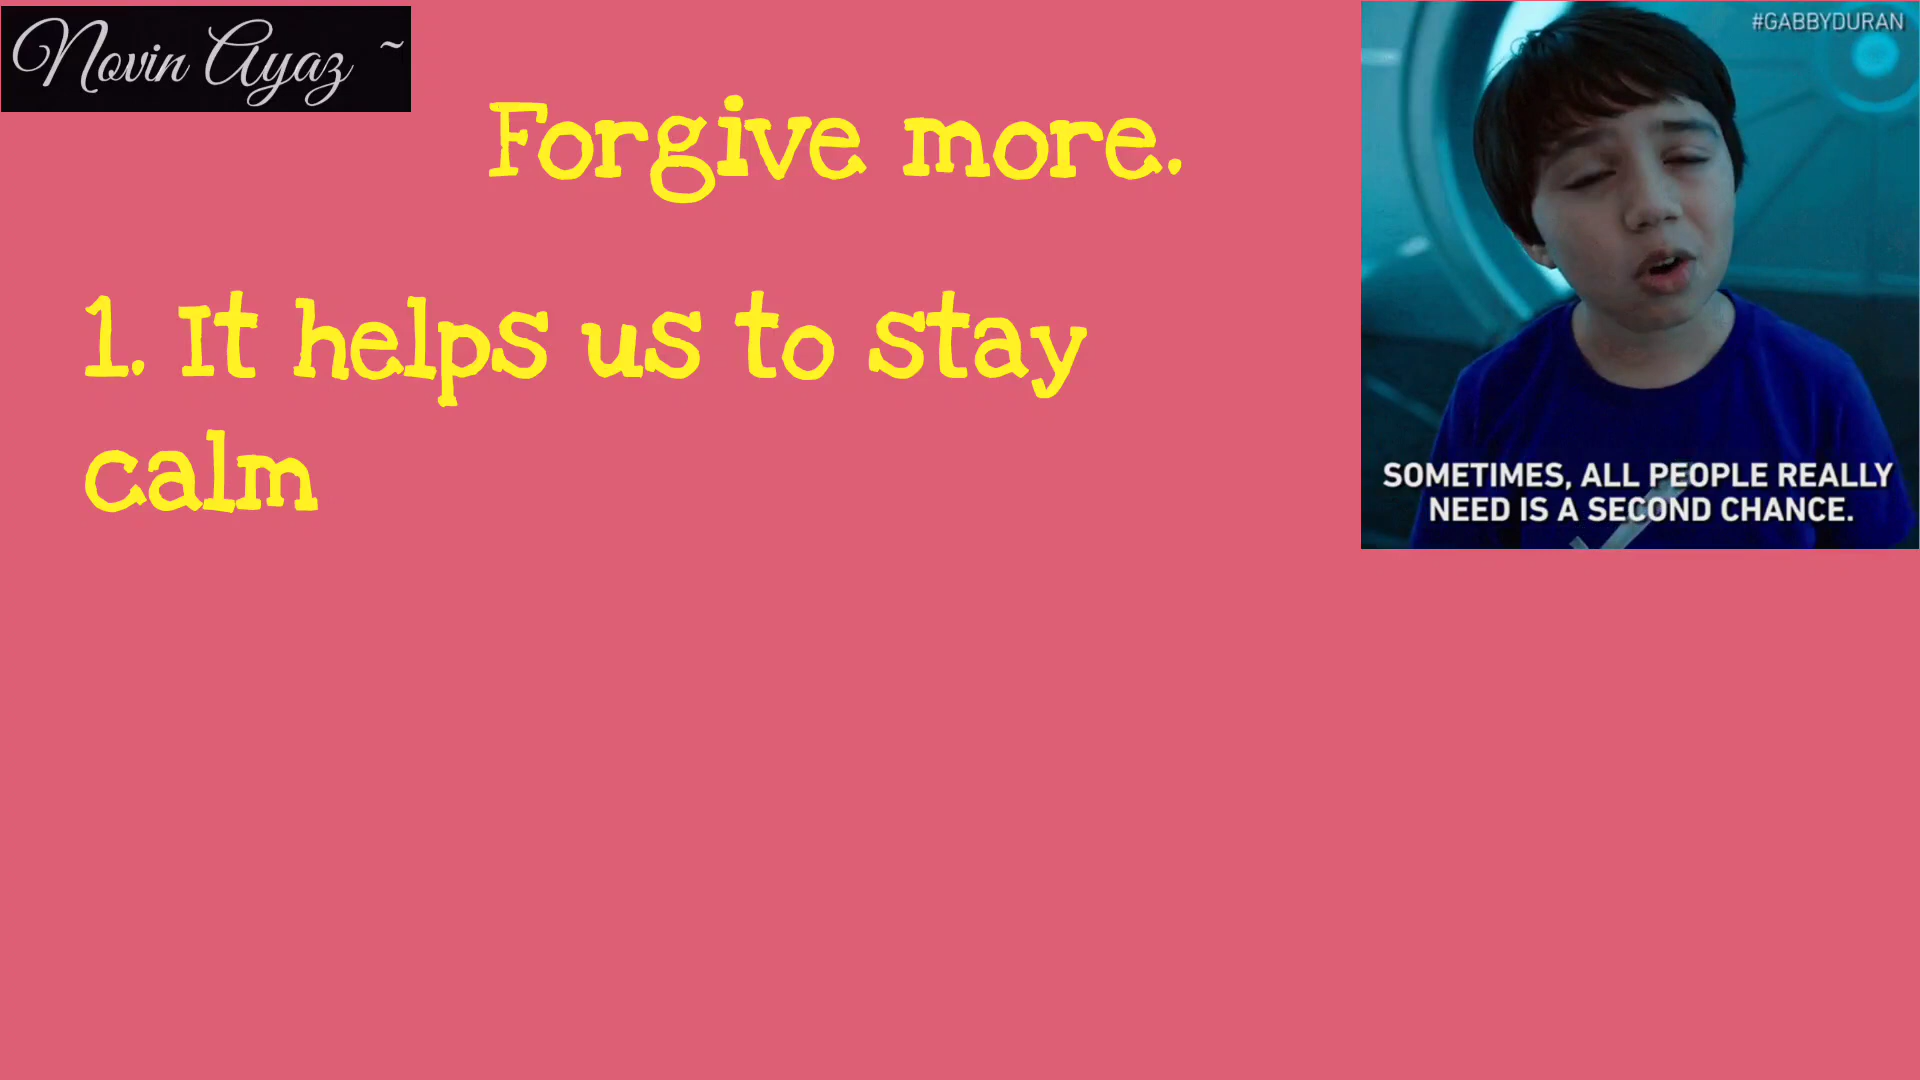 Novin Ayaz ~
#GABBYDURAN
Forgive more.
1. It helps us to stay
calm
SOMETIMES, ALL PEOPLE REALLY
NEED IS A SECOND CHANCE.